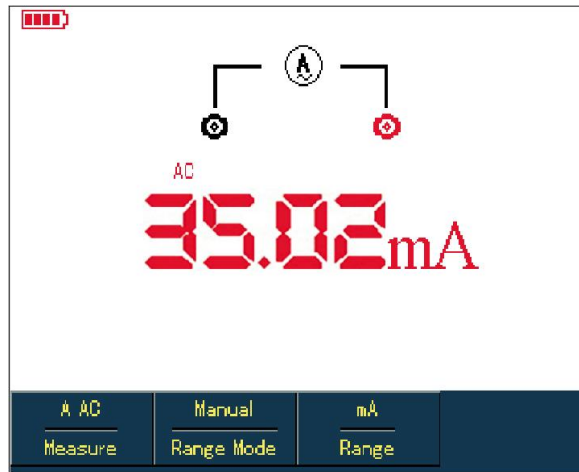 A
AC
35.02mA
A AC
Measure
Manual
Range Mode
mA
Range